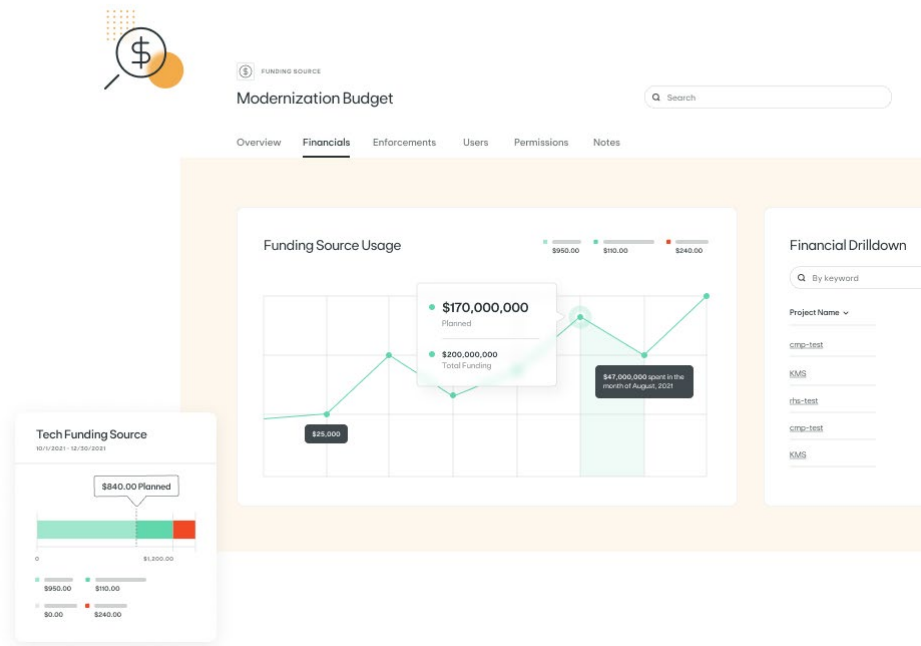 $
$ FUNDING SOURCE
Modernization Budget
Search
Overview Financials Enforcements Users Permissions Notes
Funding Source Usage
$950.00 $110.00 $240.00
$170,000,000
Planned
$200,000,000
Total Funding
$47,000,000 spent in the
month of August, 2021
$25,000
Financial Drilldown
By keyword
Project Name
cmp-test
KMS
rhs-test
cmp-test
KMS
Tech Funding Source
10/1/2021 - 12/30/2021
$840.00 Planned
0 $1,200.00
$950.00 $110.00
$0.00 $240.00